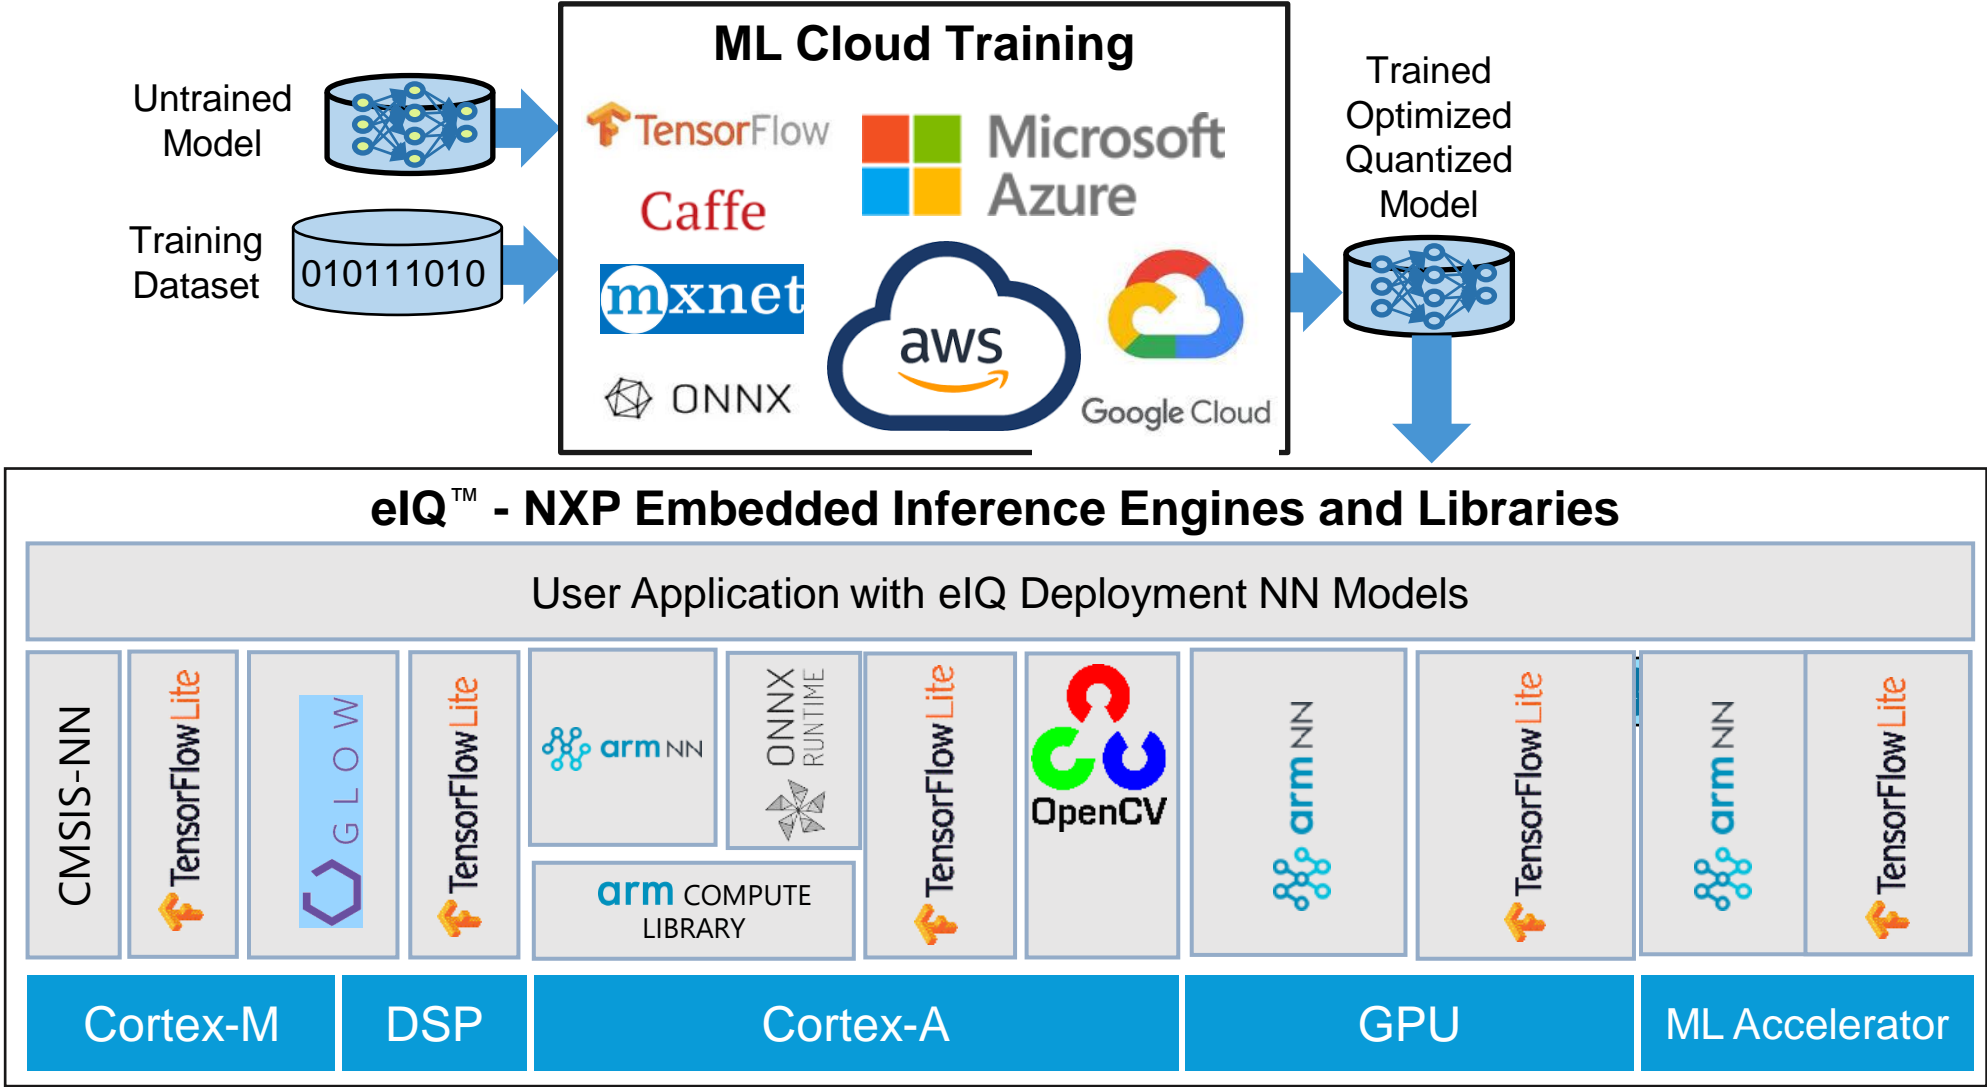 ML Cloud Training
Untrained
Model
Training
Dataset
010111010
TensorFlow
Caffe
mxnet
ONNX
Microsoft
Azure
aws
Google Cloud
Trained
Optimized
Quantized
Model
eIQ™ - NXP Embedded Inference Engines and Libraries
User Application with eIQ Deployment NN Models
CMSIS-NN
TensorFlow Lite
GLOW
TensorFlow Lite
arm NN
ONNX
RUNTIME
arm COMPUTE
LIBRARY
TensorFlow Lite
OpenCV
arm NN
TensorFlow Lite
arm NN
TensorFlow Lite
Cortex-M
DSP
Cortex-A
GPU
ML Accelerator